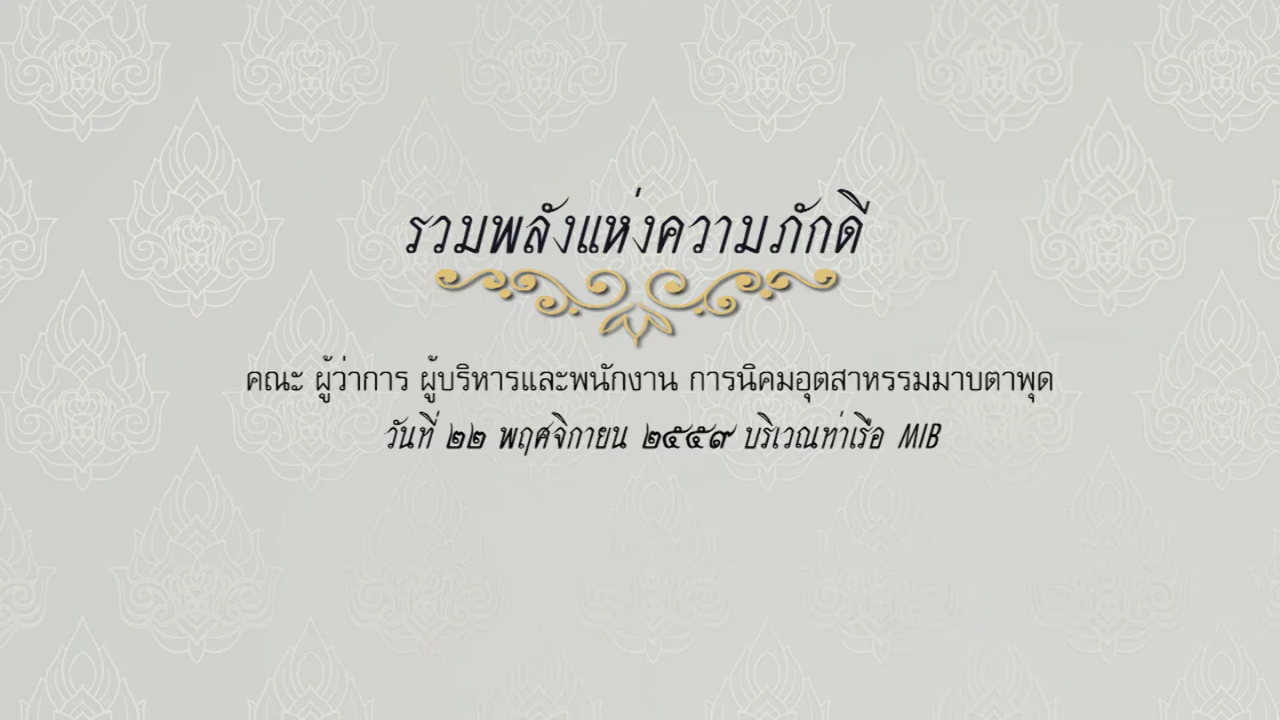 รวมพลังแห่งความภักดี
คณะ ผู้ว่าการ ผู้บริหารและพนักงาน การนิคมอุตสาหรรมมาบตาพุด
วันที่ ๒๒ พฤศจิกายน ๒๕๕๙ บริเวณท่าเรือ MIB